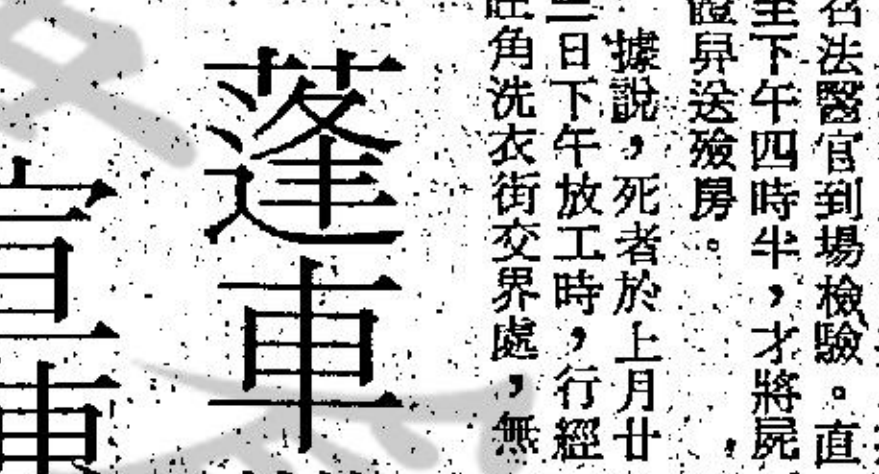 名法醫官到場檢驗。直
至下午四時半,才將屍
證舁送殮房。
據說,死者於上月廿
三日下午放工時,行經
旺角洗衣街交界處,無
蓬車